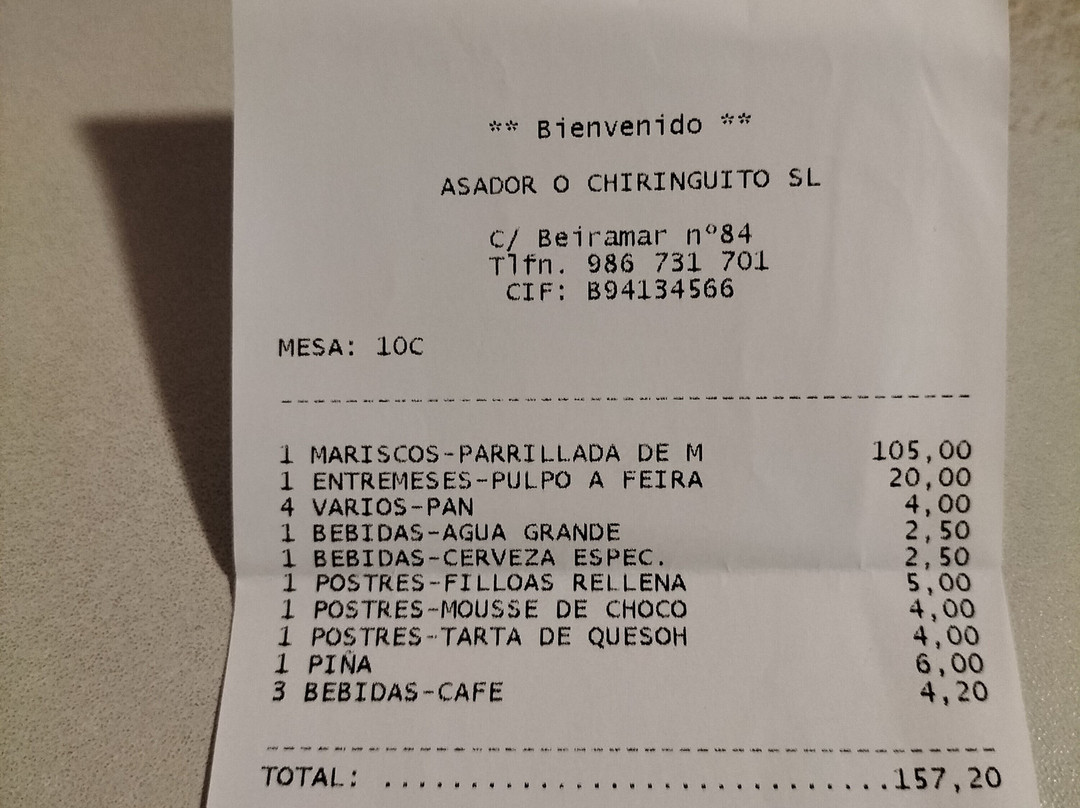 ** Bienvenido **
ASADOR O CHIRINGUITO SL
C/ Beiramar nº84
Tlfn. 986 731 701
CIF: B94134566
MESA: 10C
1 MARISCOS-PARRILLADA DE M 105,00
1 ENTREMESES-PULPO A FEIRA 20,00
4 VARIOS-PAN 4,00
1 BEBIDAS-AGUA GRANDE 2,50
1 BEBIDAS-CERVEZA ESPEC. 2,50
1 POSTRES-FILLOAS RELLENA 5,00
1 POSTRES-MOUSSE DE CHOCO 4,00
1 POSTRES-TARTA DE QUESOH 4,00
1 PIÑA 6,00
3 BEBIDAS-CAFE 4,20
TOTAL: ................................157,20